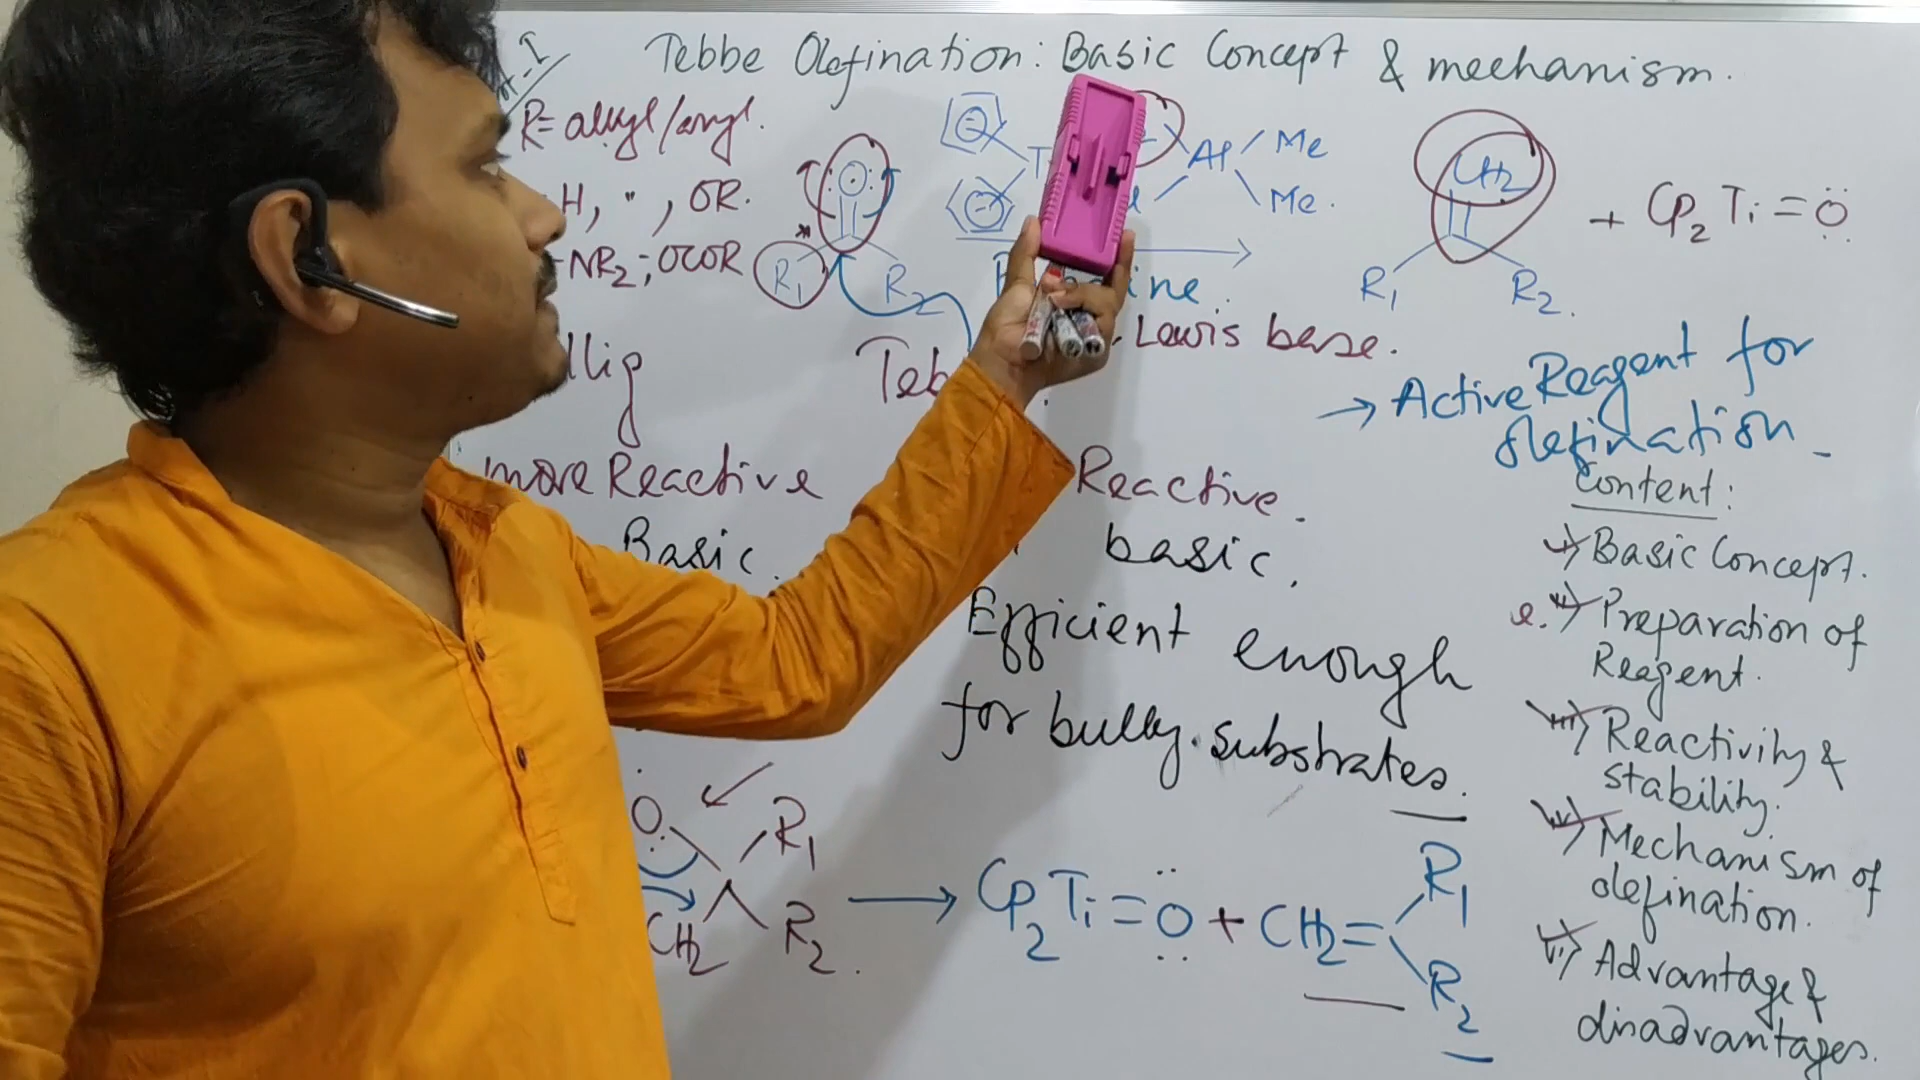 Tebbe Olefination: Basic Concept & mechanism.
R= alkyl/aryl.
H, " , OR.
-NR2; OCOR
O
R1 R2
Al Me
Me.
CH2
R1 R2.
+ Cp2Ti=O
Lewis base.
→ Active Reagent for
olefination -
more Reactive
Reactive.
Basic.
basic.
Efficient enough
for bulky substrates.
O R1
CH2 R2.
→ Cp2Ti=O + CH2= R1
R2
Content:
Basic Concept.
Preparation of
Reagent.
iii) Reactivity &
stability.
iv) Mechanism of
olefination.
v) Advantage &
disadvantages.